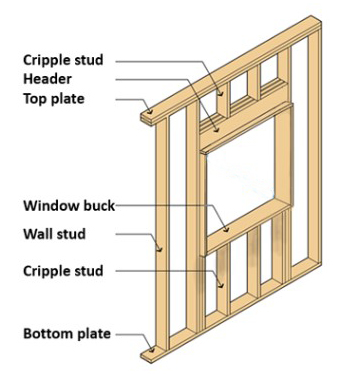 Cripple stud
Header
Top plate
Window buck
Wall stud
Cripple stud
Bottom plate